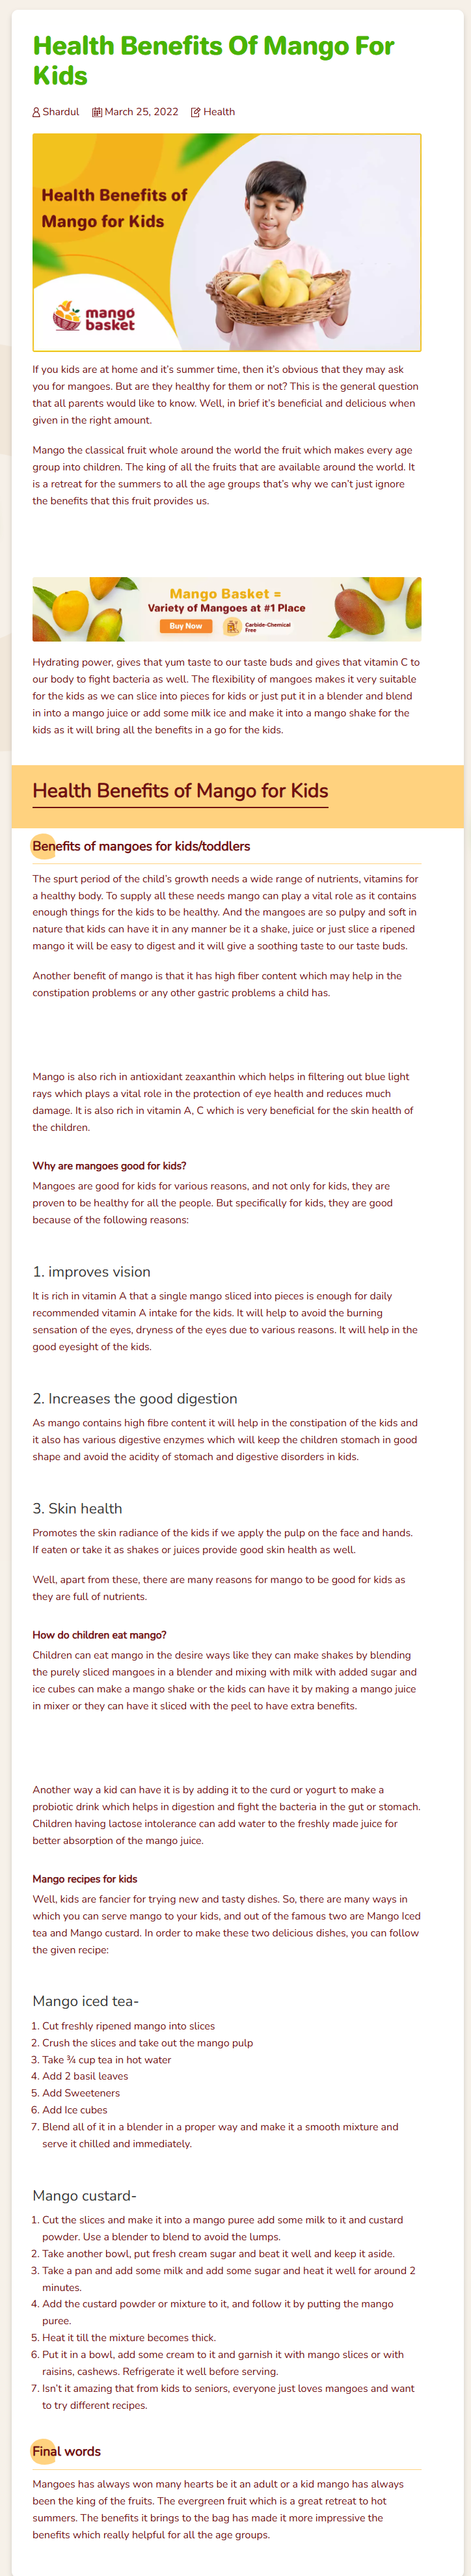 Health Benefits Of Mango For
Kids
Shardul March 25, 2022 Health
Health Benefits of
Mango for Kids
mango
basket
If you kids are at home and it's summer time, then it's obvious that they may ask
you for mangoes. But are they healthy for them or not? This is the general question
that all parents would like to know. Well, in brief it's beneficial and delicious when
given in the right amount.
Mango the classical fruit whole around the world the fruit which makes every age
group into children. The king of all the fruits that are available around the world. It
is a retreat for the summers to all the age groups that's why we can't just ignore
the benefits that this fruit provides us.
Mango Basket =
Variety of Mangoes at #1 Place
Buy Now
Carbide-Chemical
Free
Hydrating power, gives that yum taste to our taste buds and gives that vitamin C to
our body to fight bacteria as well. The flexibility of mangoes makes it very suitable
for the kids as we can slice into pieces for kids or just put it in a blender and blend
in into a mango juice or add some milk ice and make it into a mango shake for the
kids as it will bring all the benefits in a go for the kids.
Health Benefits of Mango for Kids
Benefits of mangoes for kids/toddlers
The spurt period of the child's growth needs a wide range of nutrients, vitamins for
a healthy body. To supply all these needs mango can play a vital role as it contains
enough things for the kids to be healthy. And the mangoes are so pulpy and soft in
nature that kids can have it in any manner be it a shake, juice or just slice a ripened
mango it will be easy to digest and it will give a soothing taste to our taste buds.
Another benefit of mango is that it has high fiber content which may help in the
constipation problems or any other gastric problems a child has.
Mango is also rich in antioxidant zeaxanthin which helps in filtering out blue light
rays which plays a vital role in the protection of eye health and reduces much
damage. It is also rich in vitamin A, C which is very beneficial for the skin health of
the children.
Why are mangoes good for kids?
Mangoes are good for kids for various reasons, and not only for kids, they are
proven to be healthy for all the people. But specifically for kids, they are good
because of the following reasons:
1. improves vision
It is rich in vitamin A that a single mango sliced into pieces is enough for daily
recommended vitamin A intake for the kids. It will help to avoid the burning
sensation of the eyes, dryness of the eyes due to various reasons. It will help in the
good eyesight of the kids.
2. Increases the good digestion
As mango contains high fibre content it will help in the constipation of the kids and
it also has various digestive enzymes which will keep the children stomach in good
shape and avoid the acidity of stomach and digestive disorders in kids.
3. Skin health
Promotes the skin radiance of the kids if we apply the pulp on the face and hands.
If eaten or take it as shakes or juices provide good skin health as well.
Well, apart from these, there are many reasons for mango to be good for kids as
they are full of nutrients.
How do children eat mango?
Children can eat mango in the desire ways like they can make shakes by blending
the purely sliced mangoes in a blender and mixing with milk with added sugar and
ice cubes can make a mango shake or the kids can have it by making a mango juice
in mixer or they can have it sliced with the peel to have extra benefits.
Another way a kid can have it is by adding it to the curd or yogurt to make a
probiotic drink which helps in digestion and fight the bacteria in the gut or stomach.
Children having lactose intolerance can add water to the freshly made juice for
better absorption of the mango juice.
Mango recipes for kids
Well, kids are fancier for trying new and tasty dishes. So, there are many ways in
which you can serve mango to your kids, and out of the famous two are Mango Iced
tea and Mango custard. In order to make these two delicious dishes, you can follow
the given recipe:
Mango iced tea-
1. Cut freshly ripened mango into slices
2. Crush the slices and take out the mango pulp
3. Take ¾ cup tea in hot water
4. Add 2 basil leaves
5. Add Sweeteners
6. Add Ice cubes
7. Blend all of it in a blender in a proper way and make it a smooth mixture and
serve it chilled and immediately.
Mango custard-
1. Cut the slices and make it into a mango puree add some milk to it and custard
powder. Use a blender to blend to avoid the lumps.
2. Take another bowl, put fresh cream sugar and beat it well and keep it aside.
3. Take a pan and add some milk and add some sugar and heat it well for around 2
minutes.
4. Add the custard powder or mixture to it, and follow it by putting the mango
puree.
5. Heat it till the mixture becomes thick.
6. Put it in a bowl, add some cream to it and garnish it with mango slices or with
raisins, cashews. Refrigerate it well before serving.
7. Isn't it amazing that from kids to seniors, everyone just loves mangoes and want
to try different recipes.
Final words
Mangoes has always won many hearts be it an adult or a kid mango has always
been the king of the fruits. The evergreen fruit which is a great retreat to hot
summers. The benefits it brings to the bag has made it more impressive the
benefits which really helpful for all the age groups.